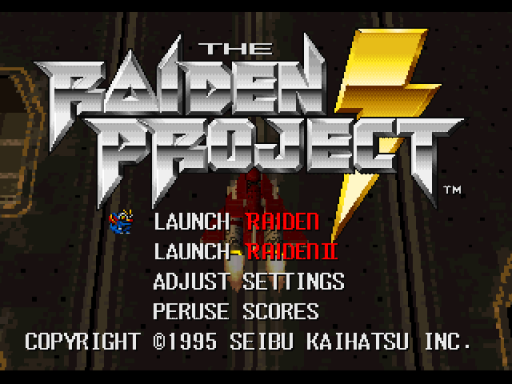 THE
RAIDEN
PROJECT
™
LAUNCH RAIDEN
LAUNCH RAIDEN II
ADJUST SETTINGS
PERUSE SCORES
COPYRIGHT ©1995 SEIBU KAIHATSU INC.